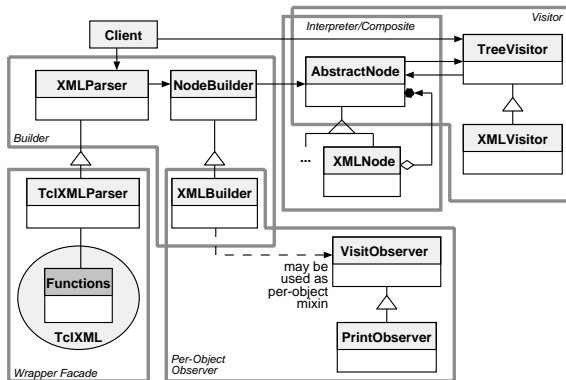 Visitor
Client
Interpreter/Composite
TreeVisitor
XMLParser
NodeBuilder
AbstractNode
Builder
...
XMLNode
XMLVisitor
TclXMLParser
XMLBuilder
VisitObserver
may be
used as
per-object
mixin
Functions
TclXML
PrintObserver
Per-Object
Observer
Wrapper Facade